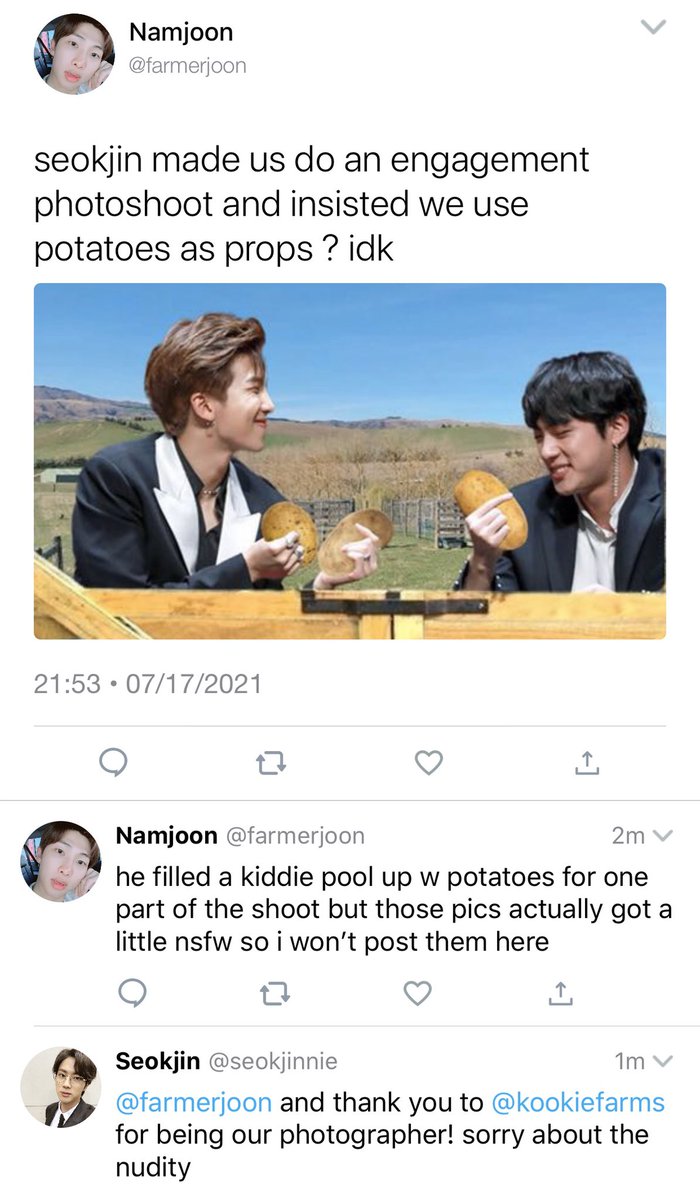 Namjoon
@farmerjoon
seokjin made us do an engagement
photoshoot and insisted we use
potatoes as props ? idk
21:53 • 07/17/2021
Namjoon @farmerjoon 2m
he filled a kiddie pool up w potatoes for one
part of the shoot but those pics actually got a
little nsfw so i won’t post them here
Seokjin @seokjinnie 1m
@farmerjoon and thank you to @kookiefarms
for being our photographer! sorry about the
nudity